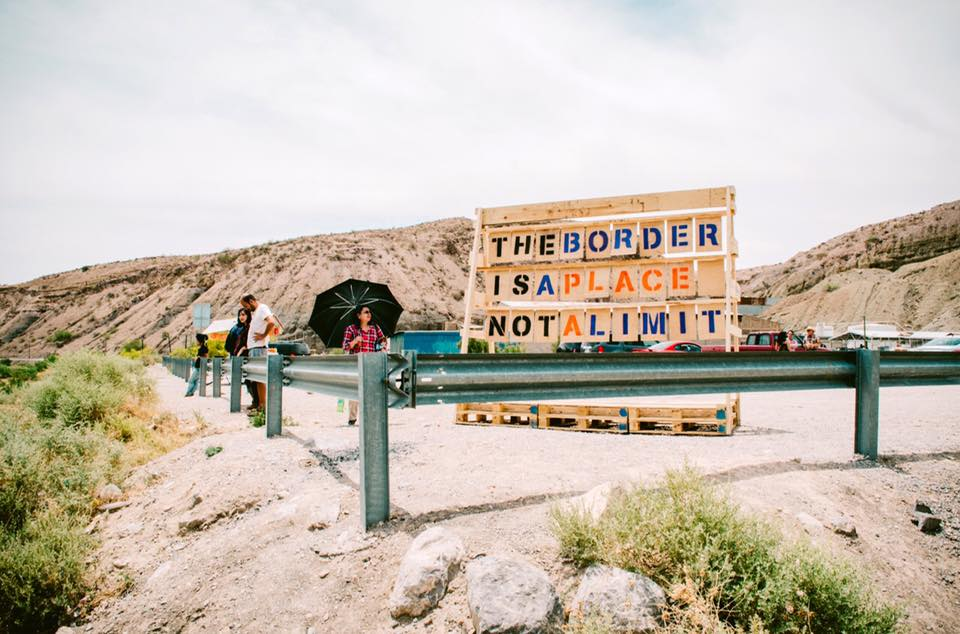 THE BORDER
IS A PLACE
NOT A LIMIT